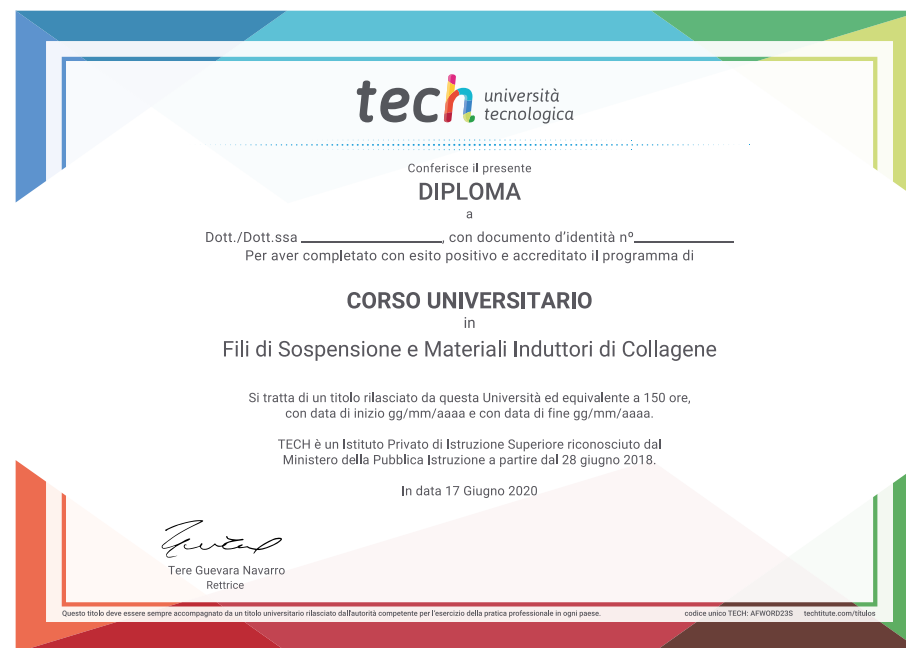 tech università
tecnologica
Conferisce il presente
DIPLOMA
a
Dott./Dott.ssa ____________________, con documento d'identità nº______________
Per aver completato con esito positivo e accreditato il programma di
CORSO UNIVERSITARIO
in
Fili di Sospensione e Materiali Induttori di Collagene
Si tratta di un titolo rilasciato da questa Università ed equivalente a 150 ore,
con data di inizio gg/mm/aaaa e con data di fine gg/mm/aaaa.
TECH è un Istituto Privato di Istruzione Superiore riconosciuto dal
Ministero della Pubblica Istruzione a partire dal 28 giugno 2018.
In data 17 Giugno 2020
Tere Guevara Navarro
Rettrice
Questo titolo deve essere sempre accompagnato da un titolo universitario rilasciato dall'autorità competente per l'esercizio della pratica professionale in ogni paese. codice unico TECH: AFWORD23S techtitute.com/titulos